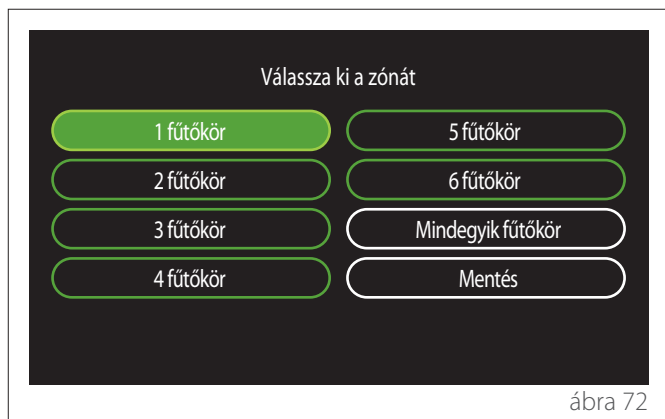 Válassza ki a zónát
1 fűtőkör
2 fűtőkör
3 fűtőkör
4 fűtőkör
5 fűtőkör
6 fűtőkör
Mindegyik fűtőkör
Mentés
ábra 72